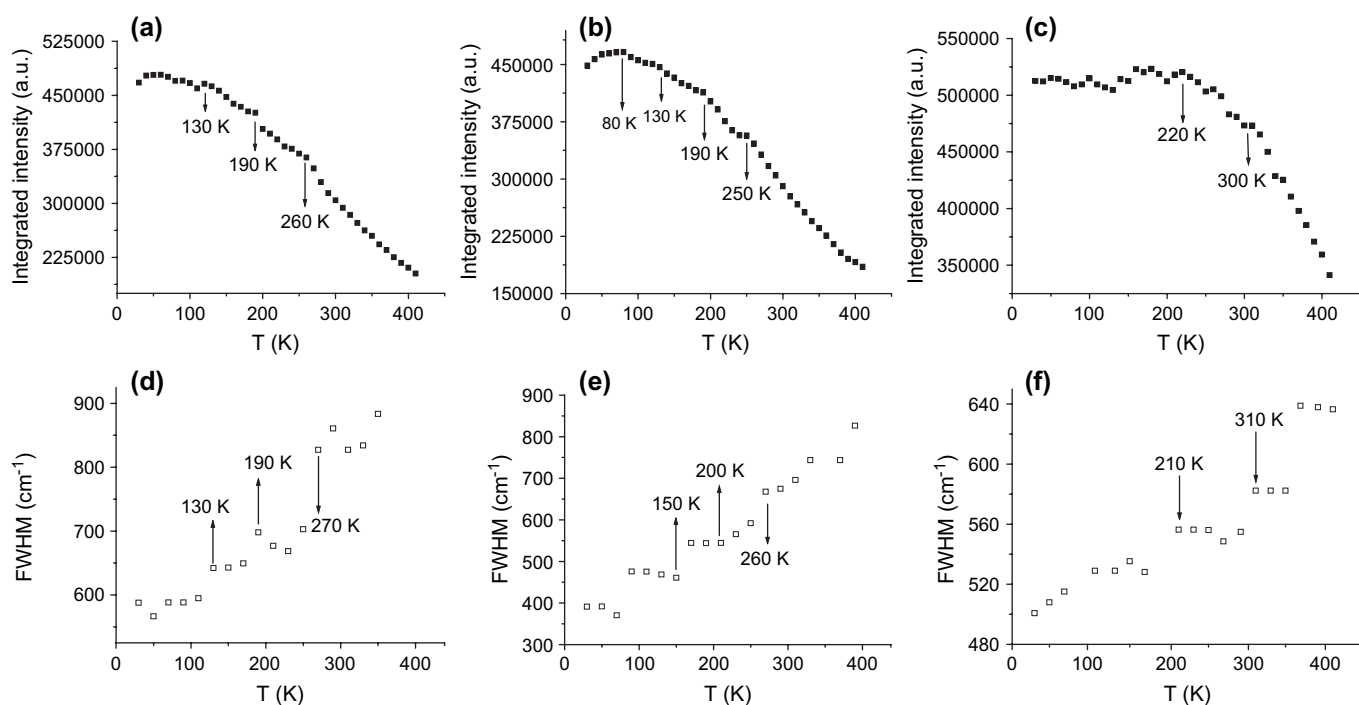 (a)
525000
450000
375000
300000
225000
Integrated intensity (a.u.)
130 K
190 K
260 K
0 100 200 300 400
T (K)
(b)
450000
375000
300000
225000
150000
Integrated intensity (a.u.)
80 K
130 K
190 K
250 K
0 100 200 300 400
T (K)
(c)
550000
500000
450000
400000
350000
Integrated intensity (a.u.)
220 K
300 K
0 100 200 300 400
T (K)
(d)
900
800
700
600
FWHM (cm⁻¹)
130 K
190 K
270 K
0 100 200 300 400
T (K)
(e)
900
800
700
600
500
400
300
FWHM (cm⁻¹)
150 K
200 K
260 K
0 100 200 300 400
T (K)
(f)
640
600
560
520
480
FWHM (cm⁻¹)
210 K
310 K
0 100 200 300 400
T (K)